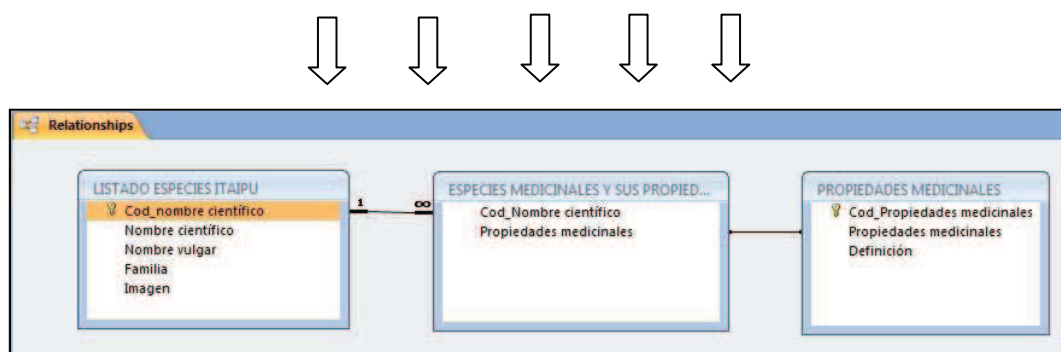 Relationships
LISTADO ESPECIES ITAIPU
Cod_nombre científico
Nombre científico
Nombre vulgar
Familia
Imagen
1
∞
ESPECIES MEDICINALES Y SUS PROPIED...
Cod_Nombre científico
Propiedades medicinales
PROPIEDADES MEDICINALES
Cod_Propiedades medicinales
Propiedades medicinales
Definición